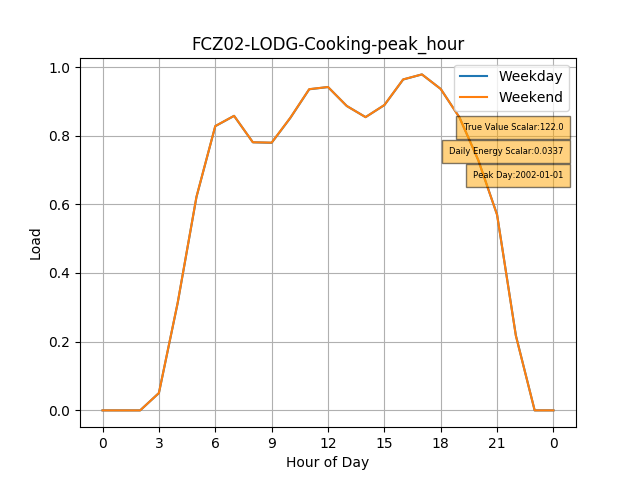 FCZ02-LODG-Cooking-peak_hour
1.0
0.8
0.6
0.4
0.2
0.0
Load
Weekday
Weekend
True Value Scalar:122.0
Daily Energy Scalar:0.0337
Peak Day:2002-01-01
0 3 6 9 12 15 18 21 0
Hour of Day